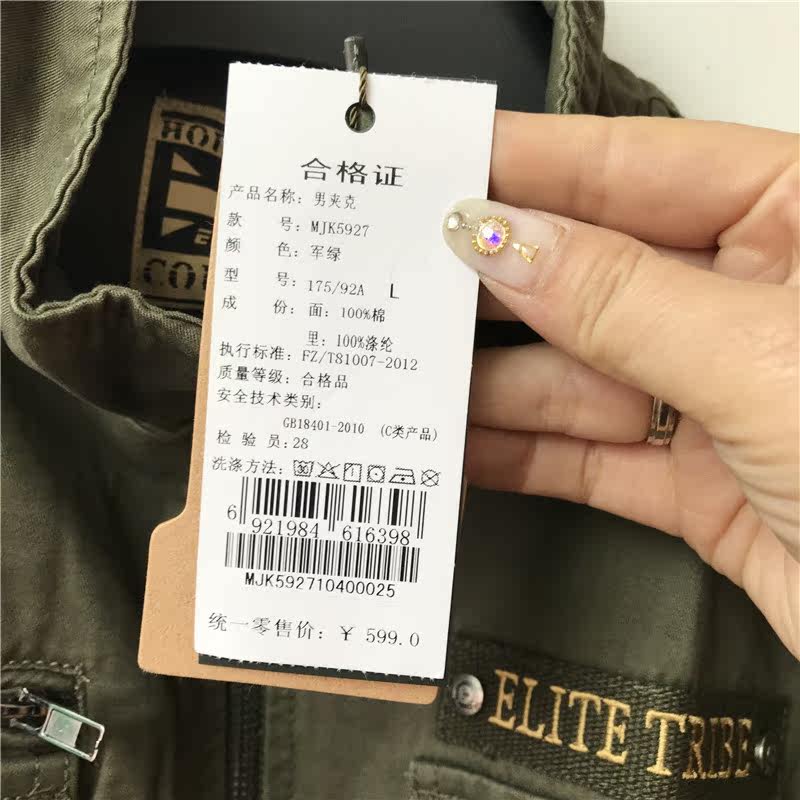 合格证
产品名称: 男夹克
款 号: MJK5927
颜 色: 军绿
型 号: 175/92A L
成 份: 面: 100%棉
里: 100%涤纶
执行标准: FZ/T81007-2012
质量等级: 合格品
安全技术类别:
GB18401-2010 (C类产品)
检 验 员:28
洗涤方法:
6 921984 616398
MJK592710400025
统一零售价: ¥ 599.0
ELITE TRIBE